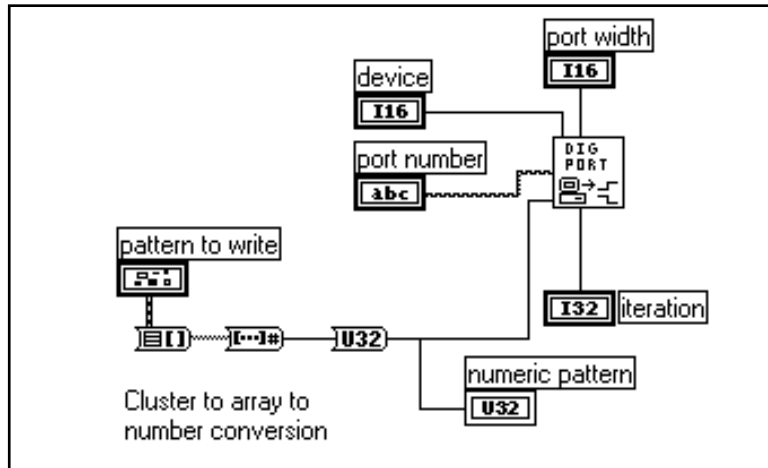 port width
I16
device
I16
DIG
PORT
port number
abc
pattern to write
[]
[···]#
U32
I32 iteration
numeric pattern
U32
Cluster to array to
number conversion